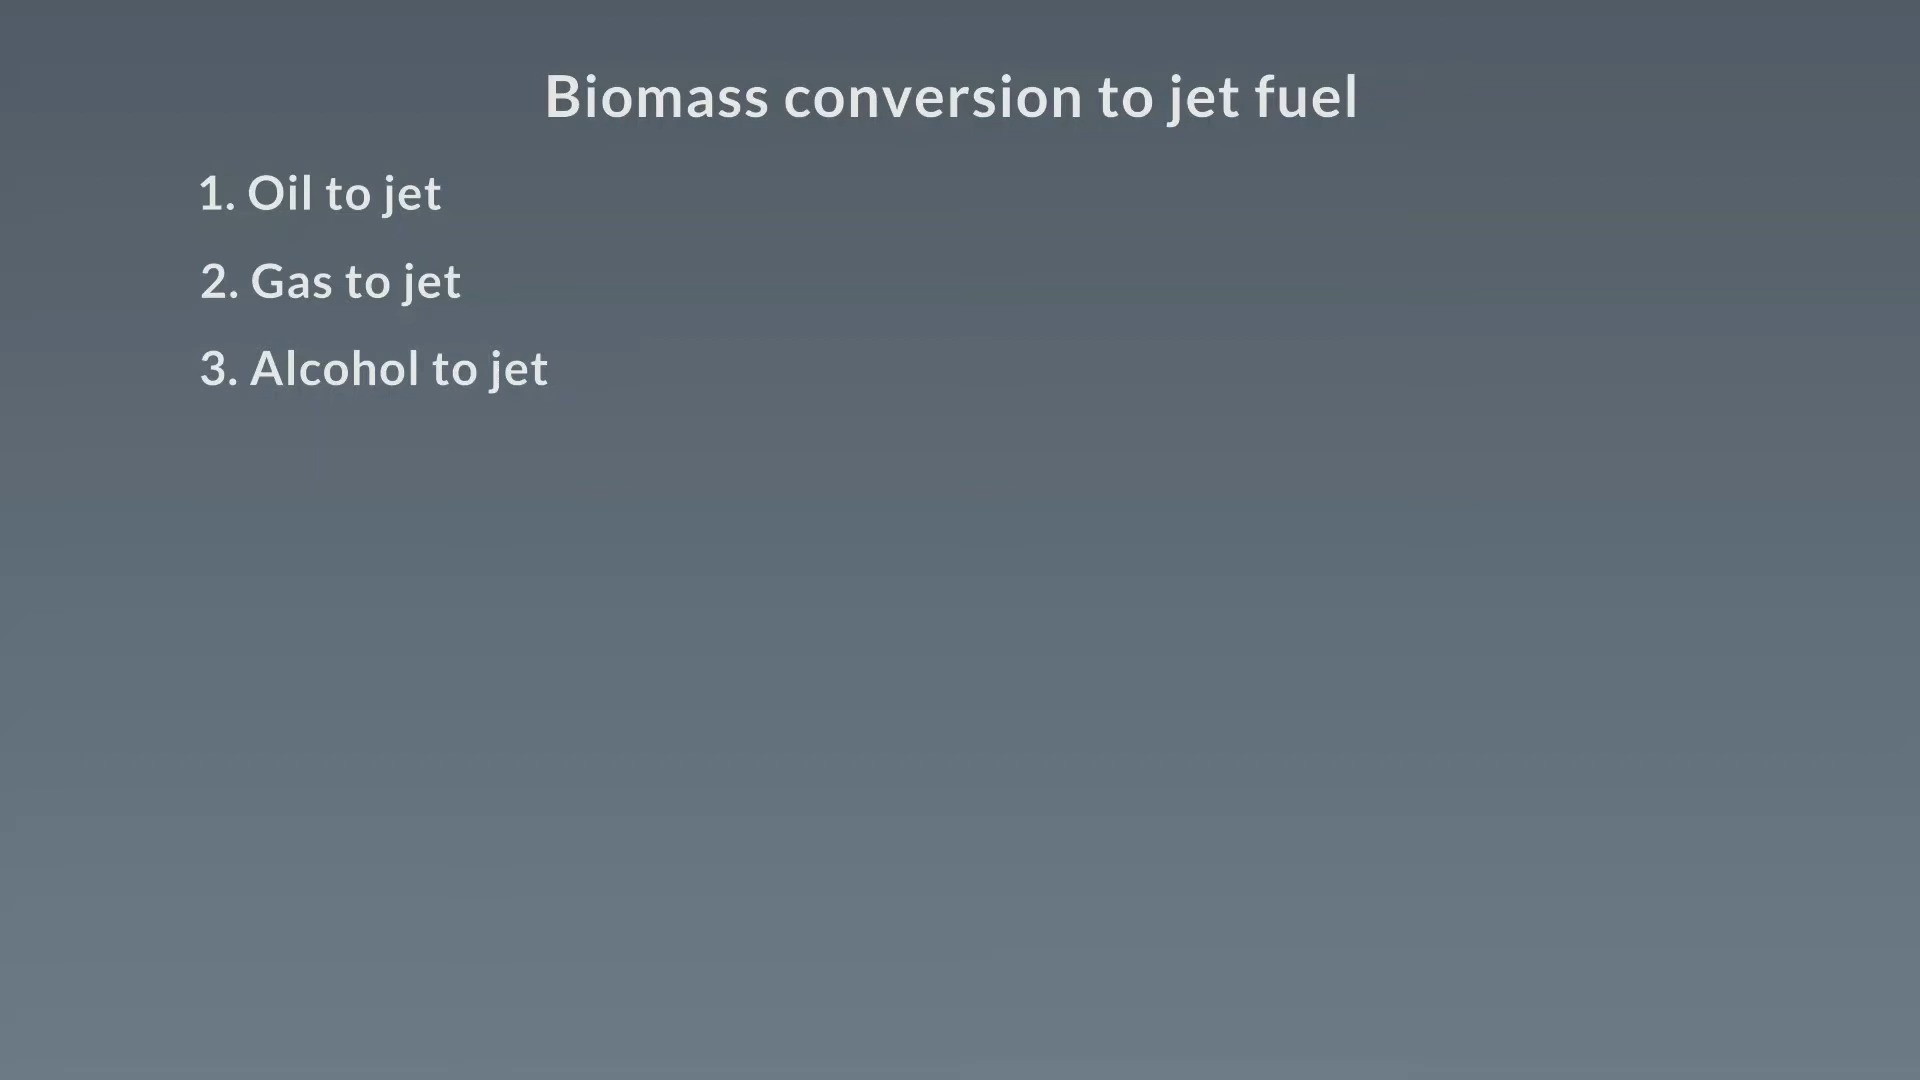 Biomass conversion to jet fuel
1. Oil to jet
2. Gas to jet
3. Alcohol to jet